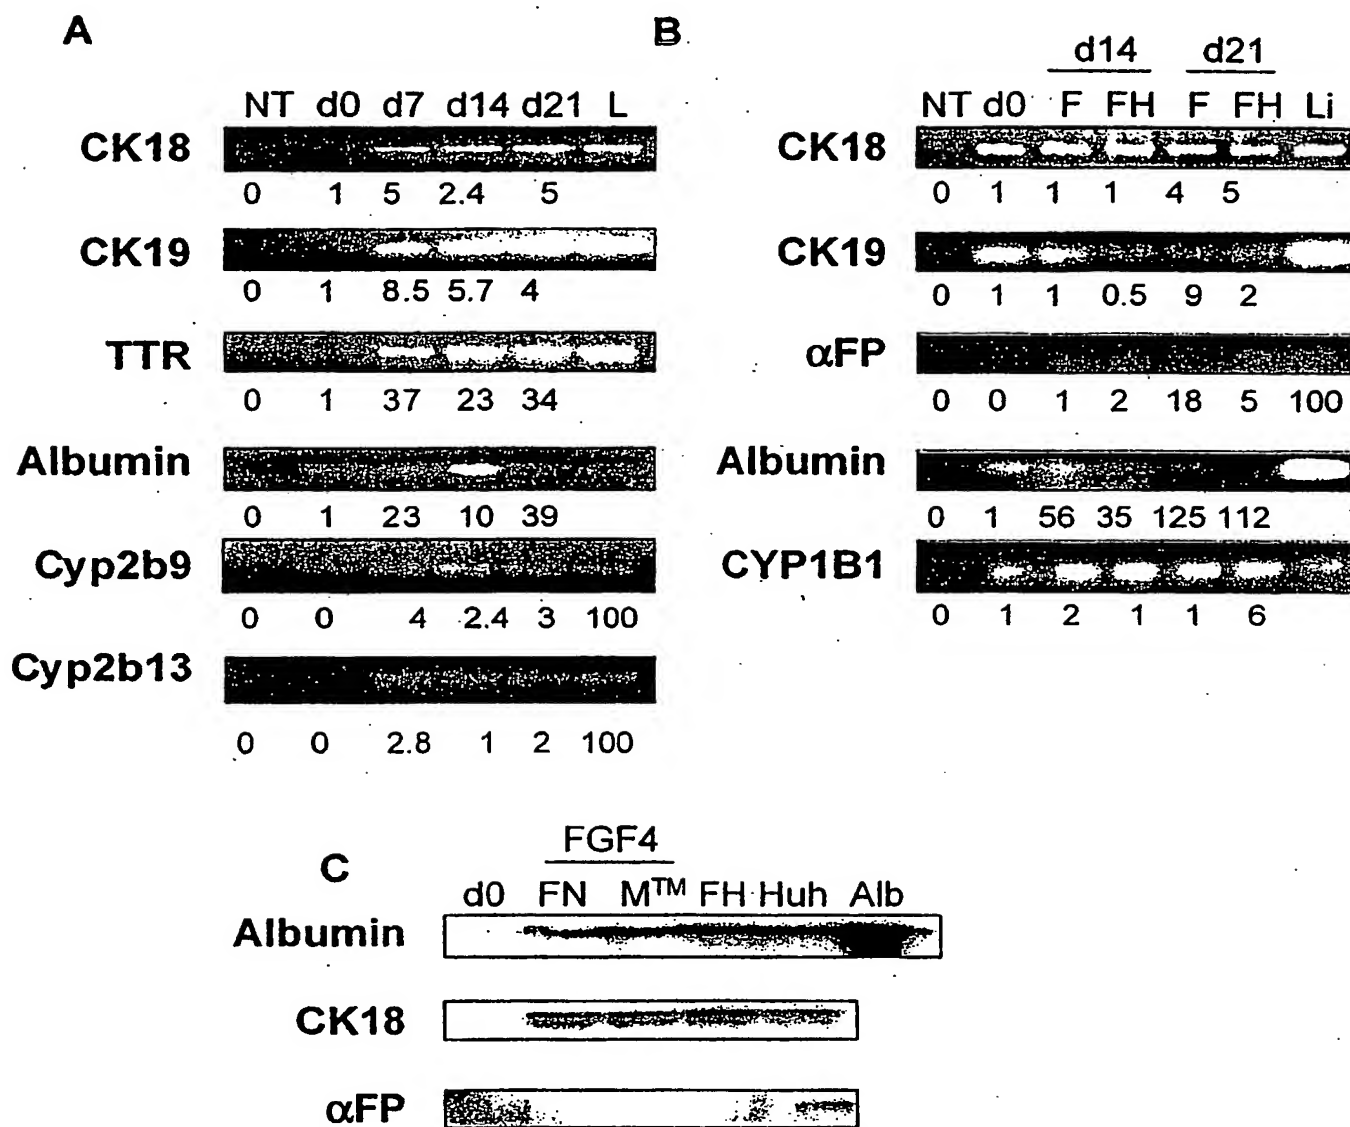 A
NT d0 d7 d14 d21 L
CK18
0 1 5 2.4 5
CK19
0 1 8.5 5.7 4
TTR
0 1 37 23 34
Albumin
0 1 23 10 39
Cyp2b9
0 0 4 2.4 3 100
Cyp2b13
0 0 2.8 1 2 100
B
d14 d21
NT d0 F FH F FH Li
CK18
0 1 1 1 4 5
CK19
0 1 1 0.5 9 2
αFP
0 0 1 2 18 5 100
Albumin
0 1 56 35 125 112
CYP1B1
0 1 2 1 1 6
C
FGF4
d0 FN M™ FH Huh Alb
Albumin
CK18
αFP